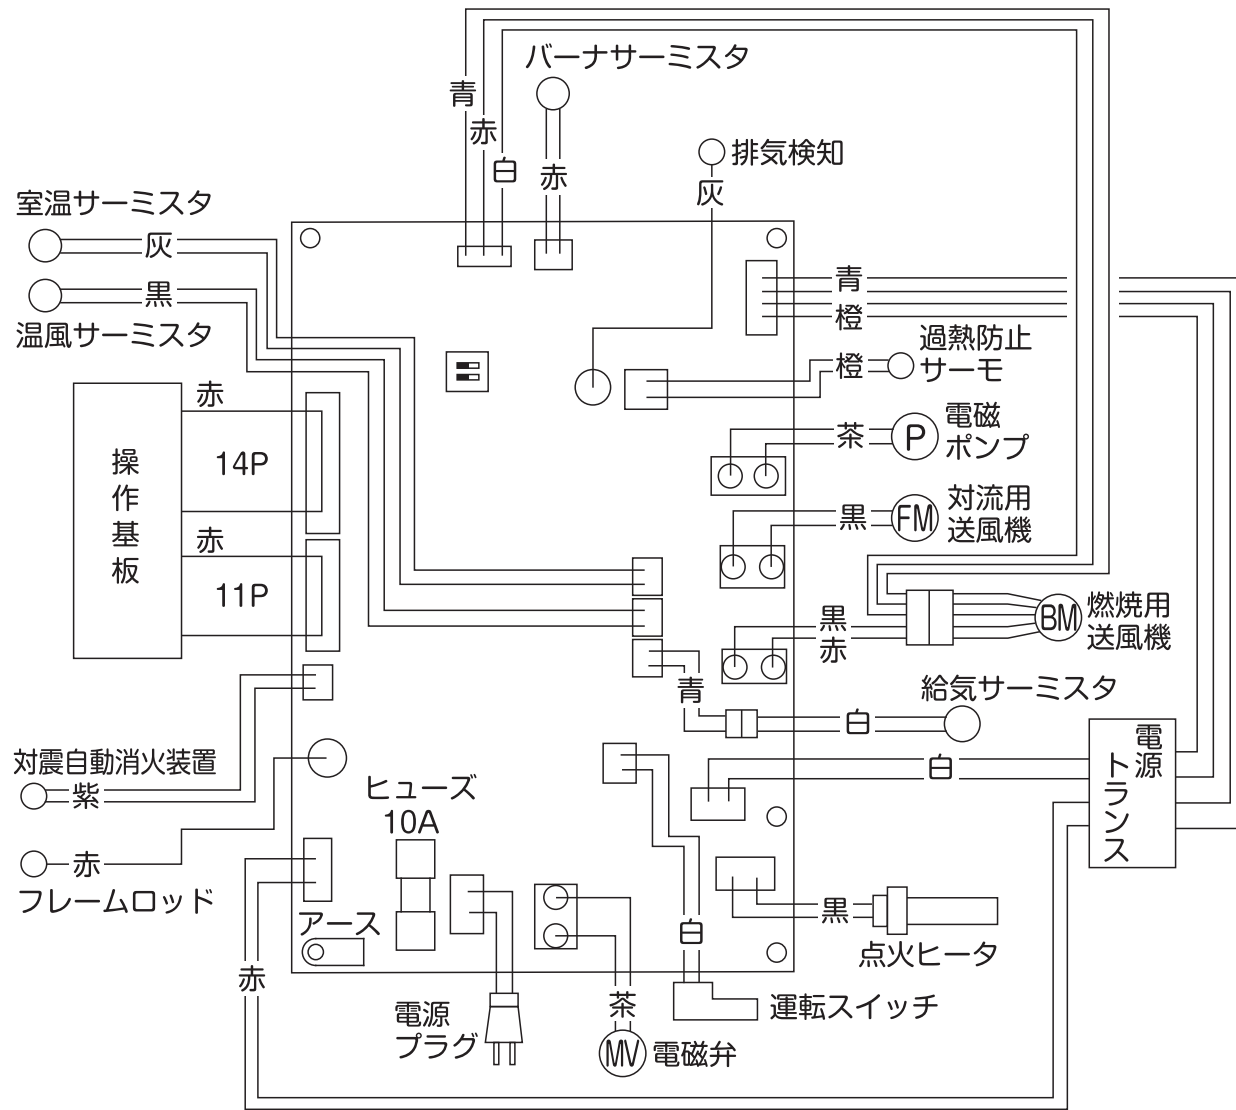 バーナサーミスタ
青
赤
白
赤
排気検知
灰
室温サーミスタ
灰
黒
温風サーミスタ
青
橙
過熱防止
サーモ
橙
赤
14P
茶
P
電磁
ポンプ
操作基板
黒
FM
対流用
送風機
赤
11P
黒
赤
BM
燃焼用
送風機
青
給気サーミスタ
白
対震自動消火装置
紫
白
電源
トランス
ヒューズ
10A
赤
フレームロッド
アース
黒
点火ヒータ
白
赤
電源
プラグ
茶
MV
電磁弁
運転スイッチ